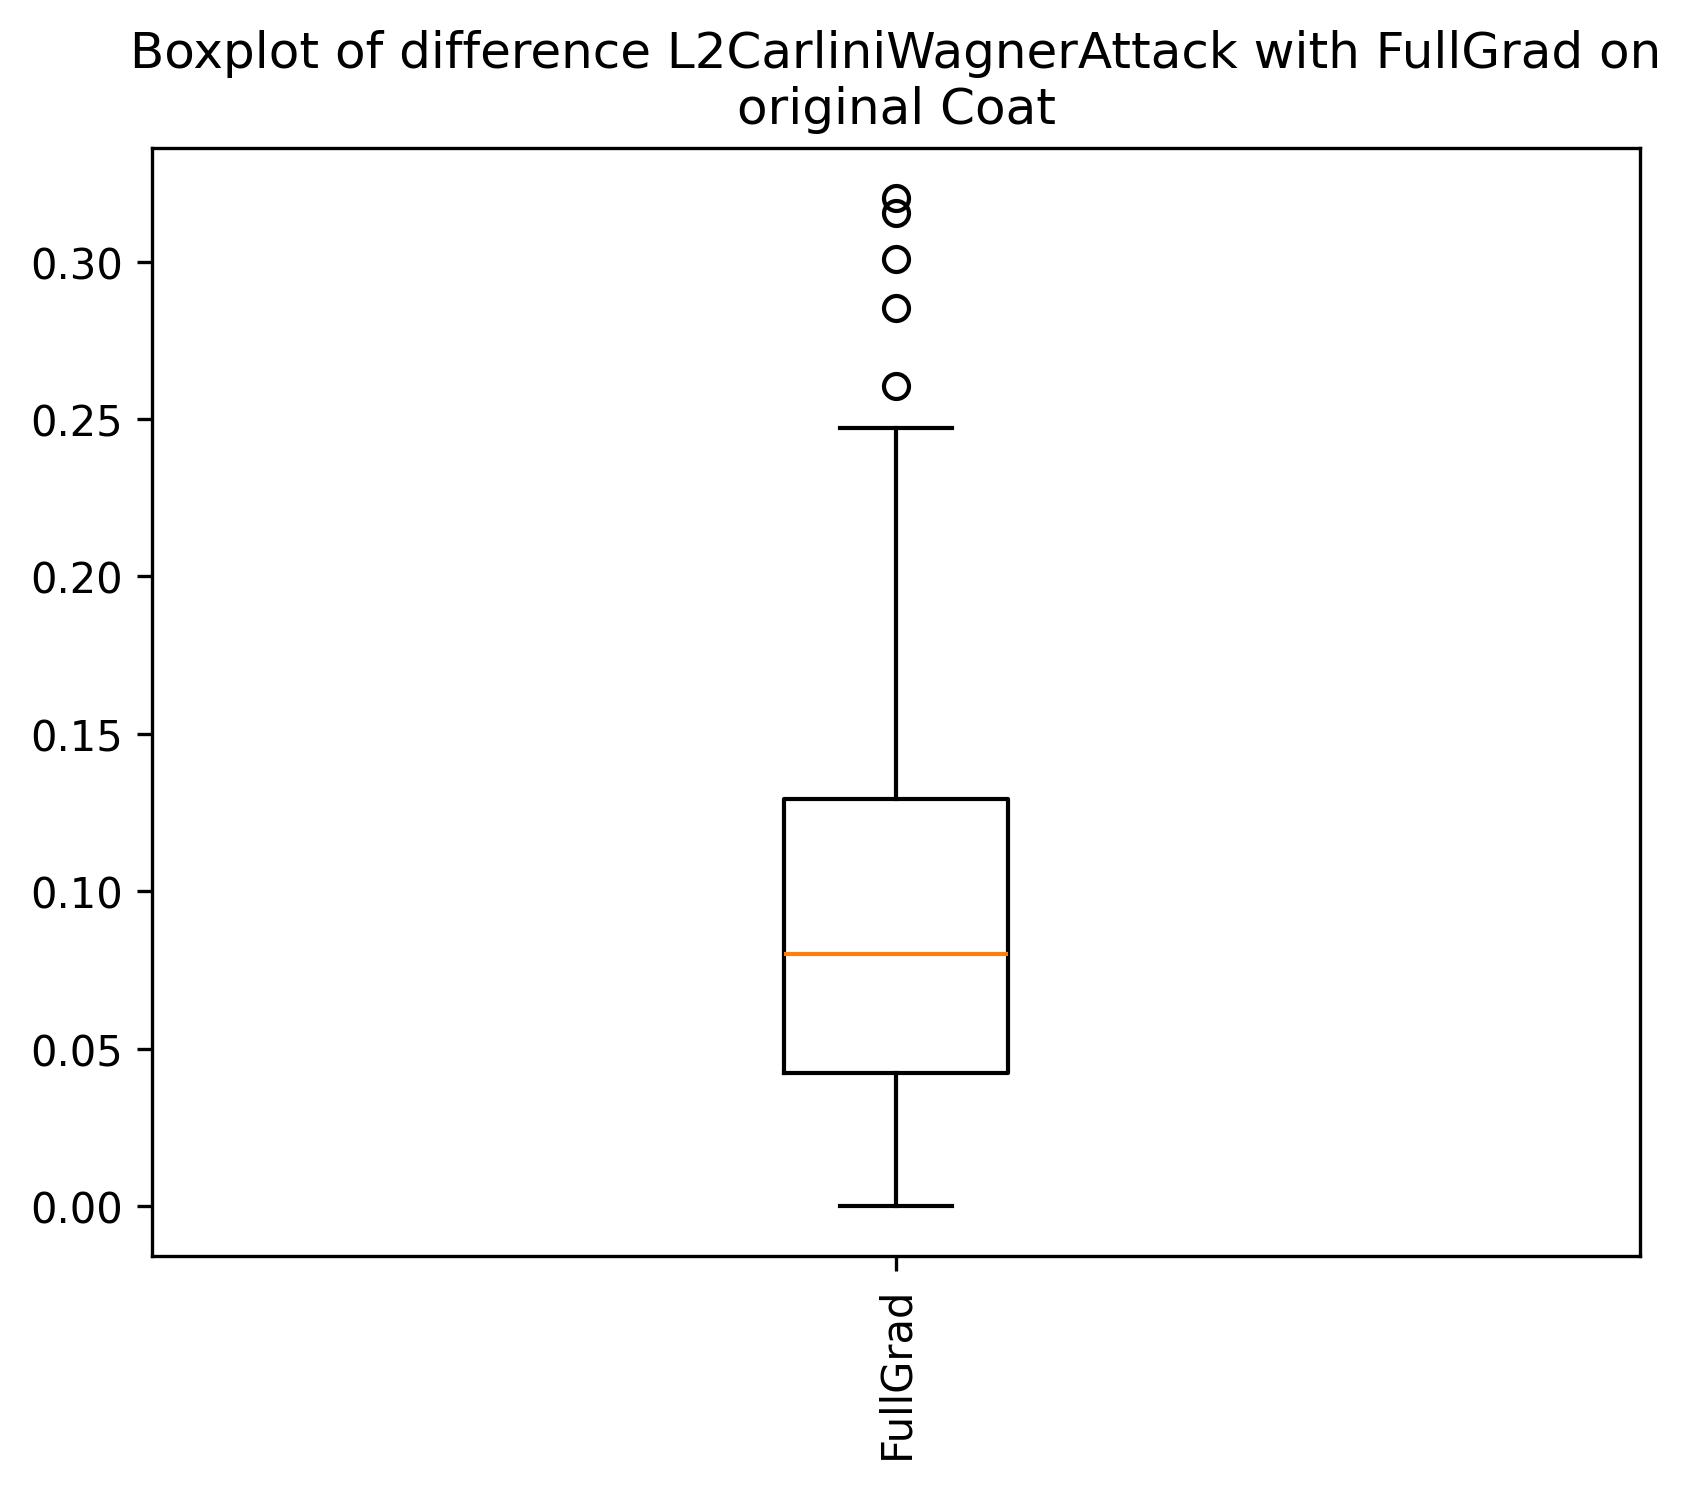 Boxplot of difference L2CarliniWagnerAttack with FullGrad on
original Coat
0.30
0.25
0.20
0.15
0.10
0.05
0.00
FullGrad